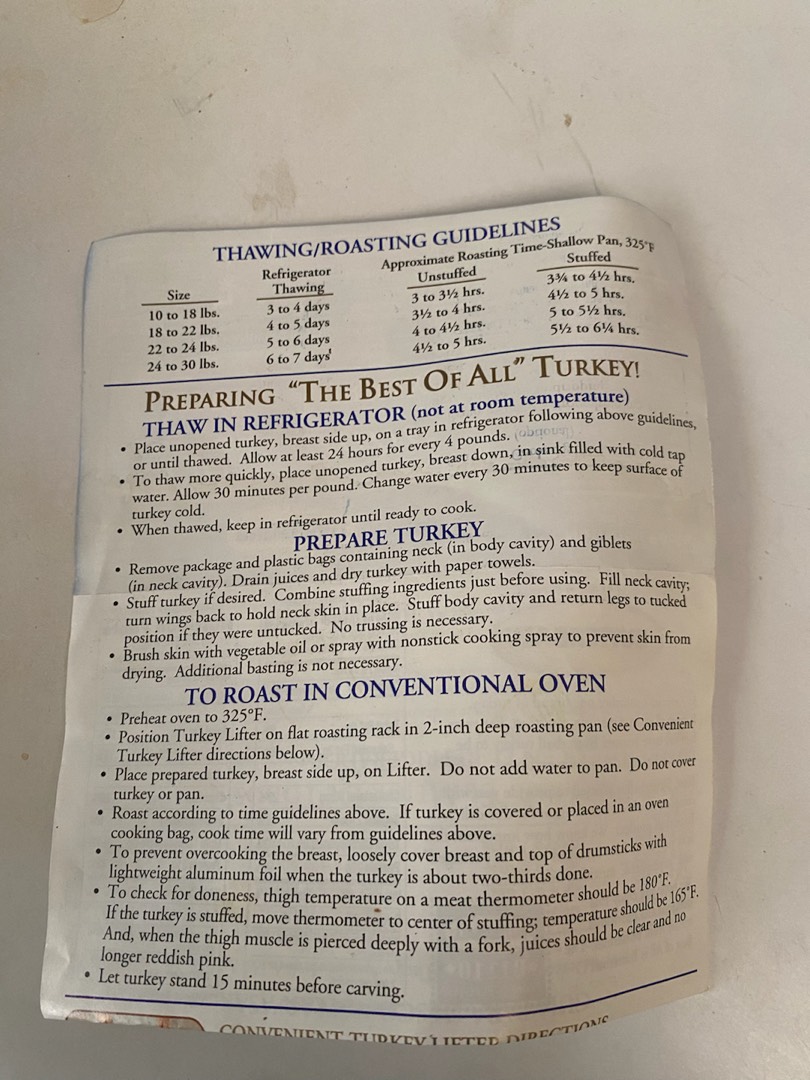 THAWING/ROASTING GUIDELINES
Approximate Roasting Time-Shallow Pan, 325°F
Size Refrigerator Thawing Unstuffed Stuffed
10 to 18 lbs. 3 to 4 days 3 to 3½ hrs. 3¾ to 4½ hrs.
18 to 22 lbs. 4 to 5 days 3½ to 4 hrs. 4½ to 5 hrs.
22 to 24 lbs. 5 to 6 days 4 to 4½ hrs. 5 to 5½ hrs.
24 to 30 lbs. 6 to 7 days 4½ to 5 hrs. 5½ to 6¼ hrs.
PREPARING "THE BEST OF ALL" TURKEY!
THAW IN REFRIGERATOR (not at room temperature)
• Place unopened turkey, breast side up, on a tray in refrigerator following above guidelines,
or until thawed. Allow at least 24 hours for every 4 pounds.
• To thaw more quickly, place unopened turkey, breast down, in sink filled with cold tap
water. Allow 30 minutes per pound. Change water every 30 minutes to keep surface of
turkey cold.
• When thawed, keep in refrigerator until ready to cook.
PREPARE TURKEY
• Remove package and plastic bags containing neck (in body cavity) and giblets
(in neck cavity). Drain juices and dry turkey with paper towels.
• Stuff turkey if desired. Combine stuffing ingredients just before using. Fill neck cavity;
turn wings back to hold neck skin in place. Stuff body cavity and return legs to tucked
position if they were untucked. No trussing is necessary.
• Brush skin with vegetable oil or spray with nonstick cooking spray to prevent skin from
drying. Additional basting is not necessary.
TO ROAST IN CONVENTIONAL OVEN
• Preheat oven to 325°F.
• Position Turkey Lifter on flat roasting rack in 2-inch deep roasting pan (see Convenient
Turkey Lifter directions below).
• Place prepared turkey, breast side up, on Lifter. Do not add water to pan. Do not cover
turkey or pan.
• Roast according to time guidelines above. If turkey is covered or placed in an oven
cooking bag, cook time will vary from guidelines above.
• To prevent overcooking the breast, loosely cover breast and top of drumsticks with
lightweight aluminum foil when the turkey is about two-thirds done.
• To check for doneness, thigh temperature on a meat thermometer should be 180°F.
If the turkey is stuffed, move thermometer to center of stuffing; temperature should be 165°F.
And, when the thigh muscle is pierced deeply with a fork, juices should be clear and no
longer reddish pink.
• Let turkey stand 15 minutes before carving.
CONVENIENT TURKEY LIFTER DIRECTIONS